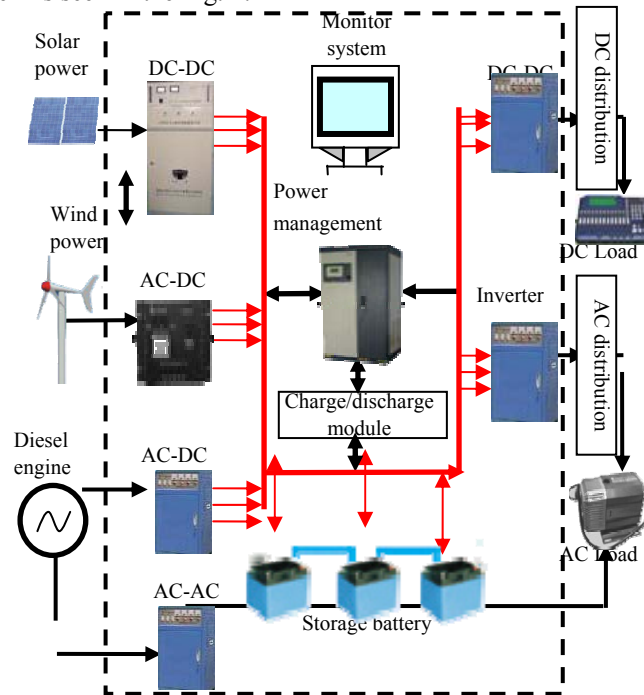 Solar
power
DC-DC
Monitor
system
DC distribution
Wind
power
Power
management
DC Load
AC-DC
Inverter
AC distribution
Charge/discharge
module
Diesel
engine
AC-DC
AC Load
AC-AC
Storage battery